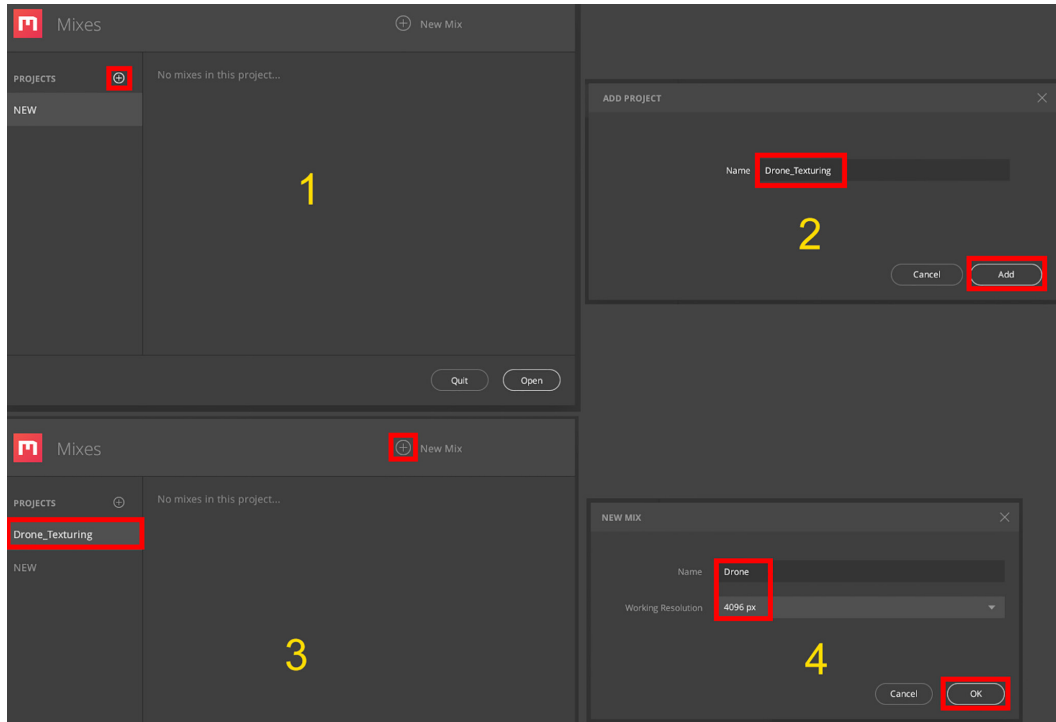 Mixes
New Mix
PROJECTS
No mixes in this project...
NEW
1
Quit
Open
ADD PROJECT
Name
Drone_Texturing
2
Cancel
Add
Mixes
New Mix
PROJECTS
No mixes in this project...
Drone_Texturing
NEW
3
NEW MIX
Name
Drone
Working Resolution
4096 px
4
Cancel
OK